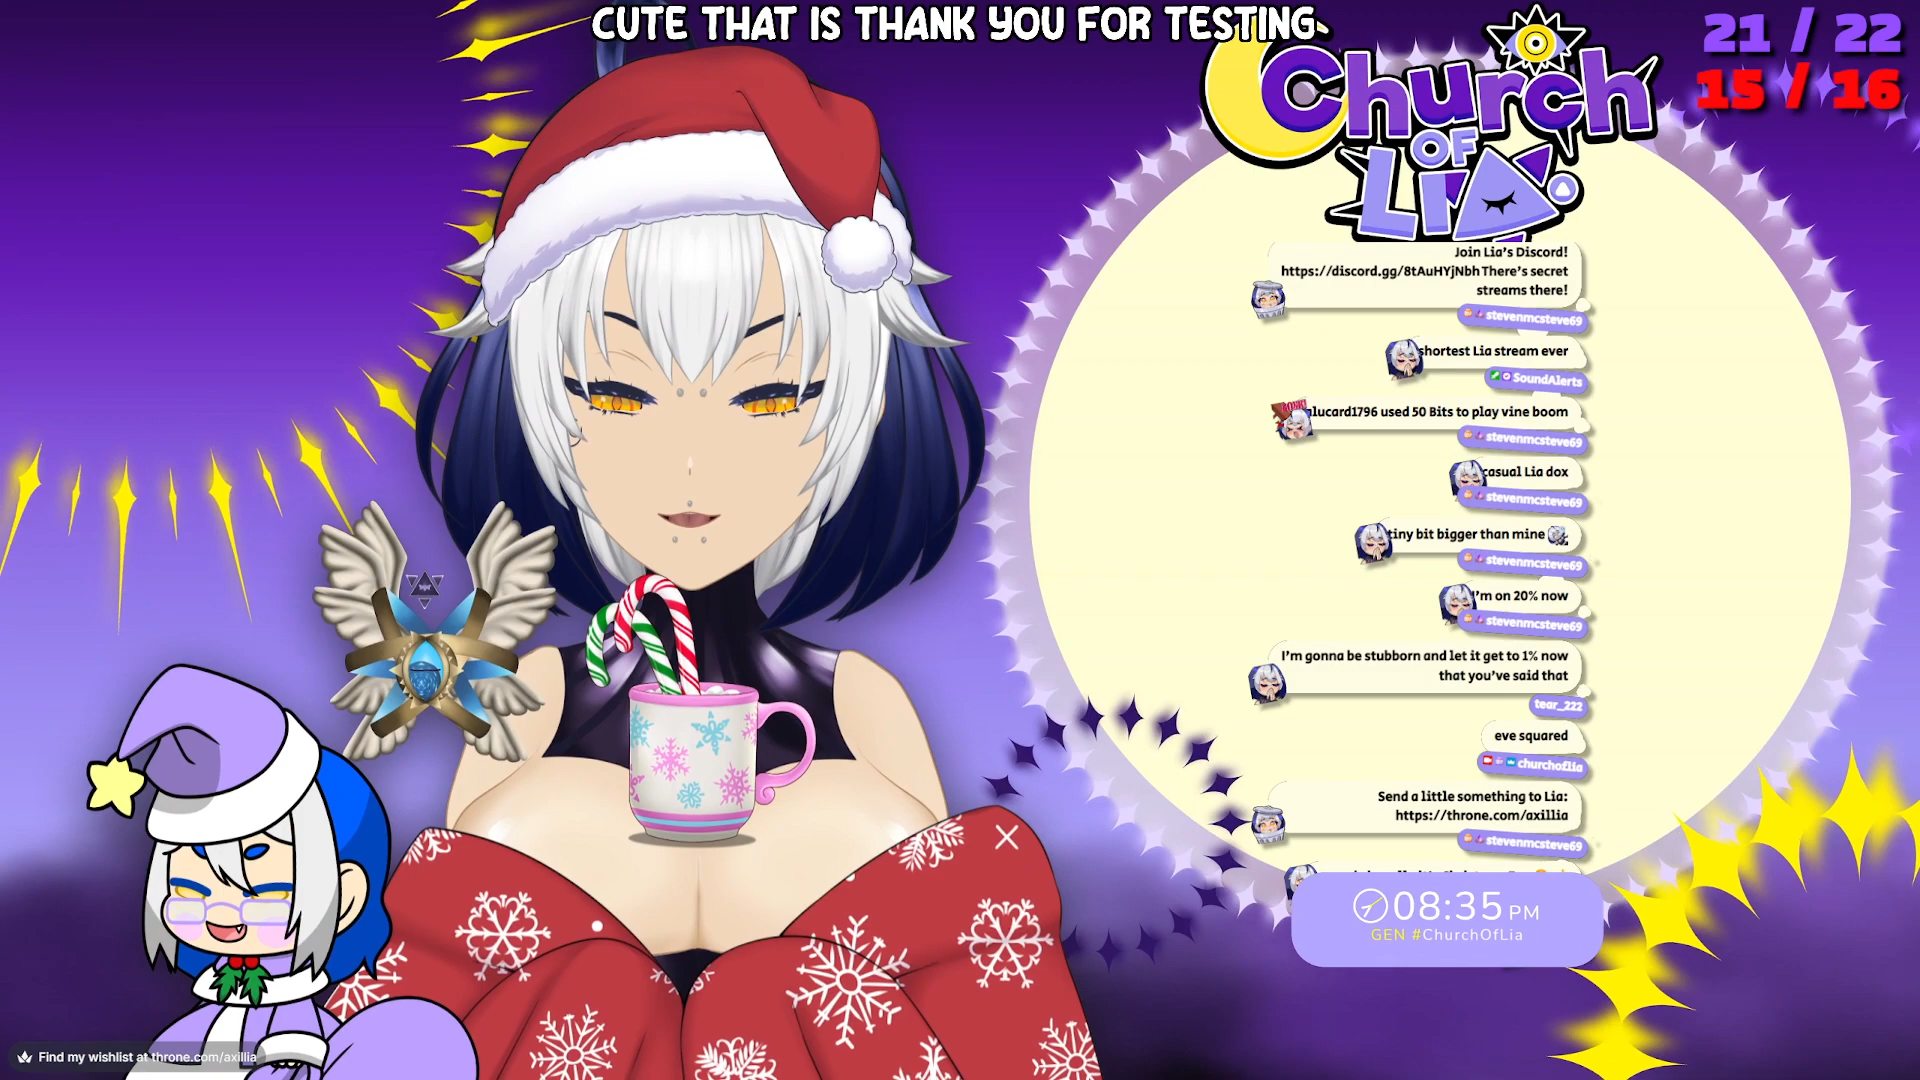 CUTE THAT IS THANK YOU FOR TESTING
21 / 22
15 / 16
Church
OF
LIA
Join Lia's Discord!
https://discord.gg/8tAuHYjNbh There's secret
streams there!
stevenmcsteve69
shortest Lia stream ever
SoundAlerts
alucard1796 used 50 Bits to play vine boom
stevenmcsteve69
casual Lia dox
stevenmcsteve69
tiny bit bigger than mine
stevenmcsteve69
I'm on 20% now
stevenmcsteve69
I'm gonna be stubborn and let it get to 1% now
that you've said that
tear_222
eve squared
churchoflia
Send a little something to Lia:
https://throne.com/axillia
stevenmcsteve69
08:35 PM
GEN #ChurchOfLia
Find my wishlist at throne.com/axillia